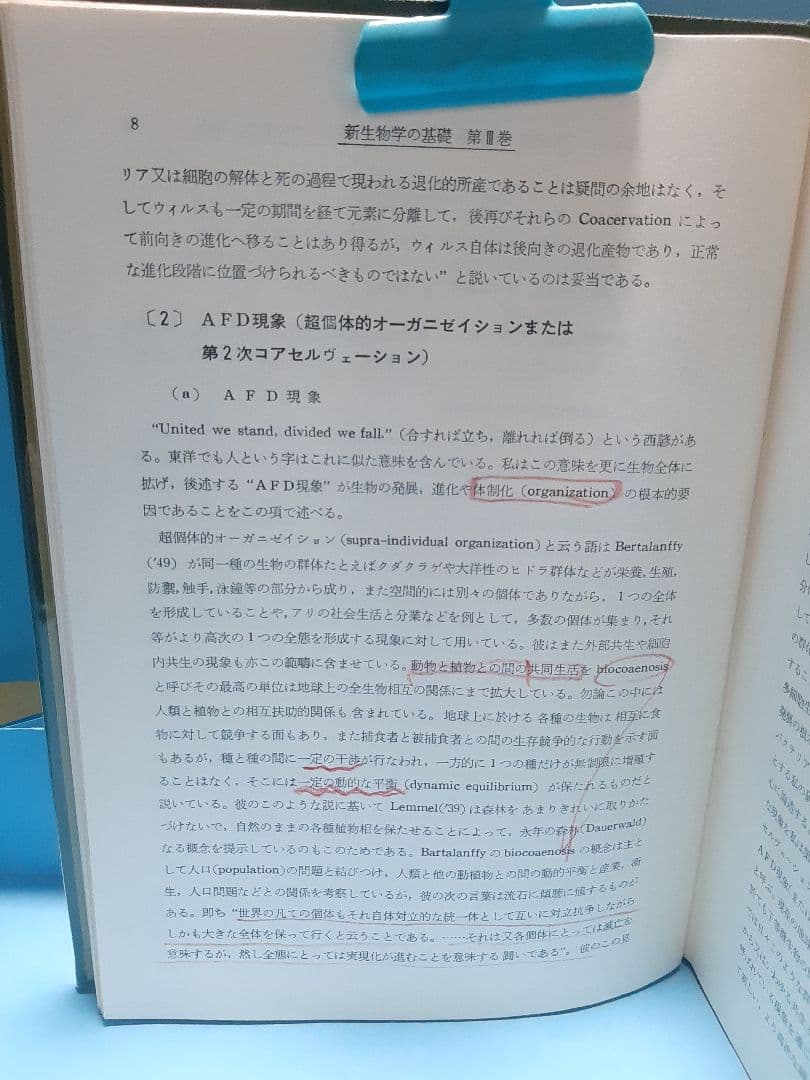 8
新生物学の基礎 第Ⅲ巻
リア又は細胞の解体と死の過程で現われる退化的所産であることは疑問の余地はなく，そ
してウィルスも一定の期間を経て元素に分離して，後再びそれらの Coacervation によっ
て前向きの進化へ移ることはあり得るが，ウィルス自体は後向きの退化産物であり，正常
な進化段階に位置づけられるべきものではない” と説いているのは妥当である。
〔2〕 AFD現象（超個体的オーガニゼイションまたは
第2次コアセルヴェーション）
（a） A F D 現 象
“United we stand, divided we fall.”（合すれば立ち，離れれば倒る）という西諺があ
る。東洋でも人という字はこれに似た意味を含んでいる。私はこの意味を更に生物全体に
拡げ，後述する “AFD現象” が生物の発展，進化や体制化（organization）の根本的要
因であることをこの項で述べる。
超個体的オーガニゼイション(supra-individual organization)と云う語は Bertalanffy
('49) が同一種の生物の群体たとえばクダクラゲや大洋性のヒドラ群体などが栄養,生殖,
防禦,触手,泳鐘等の部分から成り，また空間的には別々の個体でありながら，1つの全体
を形成していることや,アリの社会生活と分業などを例として，多数の個体が集まり,それ
等がより高次の1つの全態を形成する現象に対して用いている。彼はまた外部共生や細胞
内共生の現象も亦この範疇に含ませている。動物と植物との間の共同生活を biocoaenosis
と呼びその最高の単位は地球上の全生物相互の関係にまで拡大している。勿論この中には
人類と植物との相互扶助的関係も含まれている。地球上に於ける各種の生物は相互に食
物に対して競争する面もあり，また捕食者と被捕食者との間の生存競争的な行動を示す面
もあるが，種と種の間に一定の干渉が行なわれ，一方的に1つの種だけが無制限に増殖す
ることはなく，そこには一定の動的な平衡 (dynamic equilibrium) が保たれるものだと
説いている。彼のこのような説に基いて Lemmel('39) は森林をあまりきれいに取りかた
づけないで，自然のままの各種植物相を保たせることによって，永年の森林(Dauerwald)
なる概念を提示しているのもこのためである。Bartalanffy のbiocoaenosis の概念は主と
して人口(population)の問題と結びつけ，人類と他の動植物との間の動的平衡と産業，衛
生，人口問題などとの関係を考察しているが，彼の次の言葉は流石に傾聴に値するものが
ある。即ち “世界の凡ての個体もそれ自体対立的な統一体として互いに対立抗争しながら
しかも大きな全体を保って行くと云うことである。……それは又各個体にとっては滅亡を
意味するが，然し全態にとっては実現化が進むことを意味する闘いである”。彼のこの見